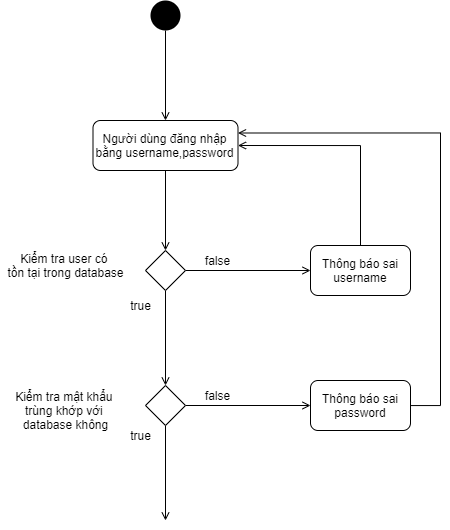 Người dùng đăng nhập
bằng username,password
Kiểm tra user có
tồn tại trong database
false
Thông báo sai
username
true
Kiểm tra mật khẩu
trùng khớp với
database không
false
Thông báo sai
password
true